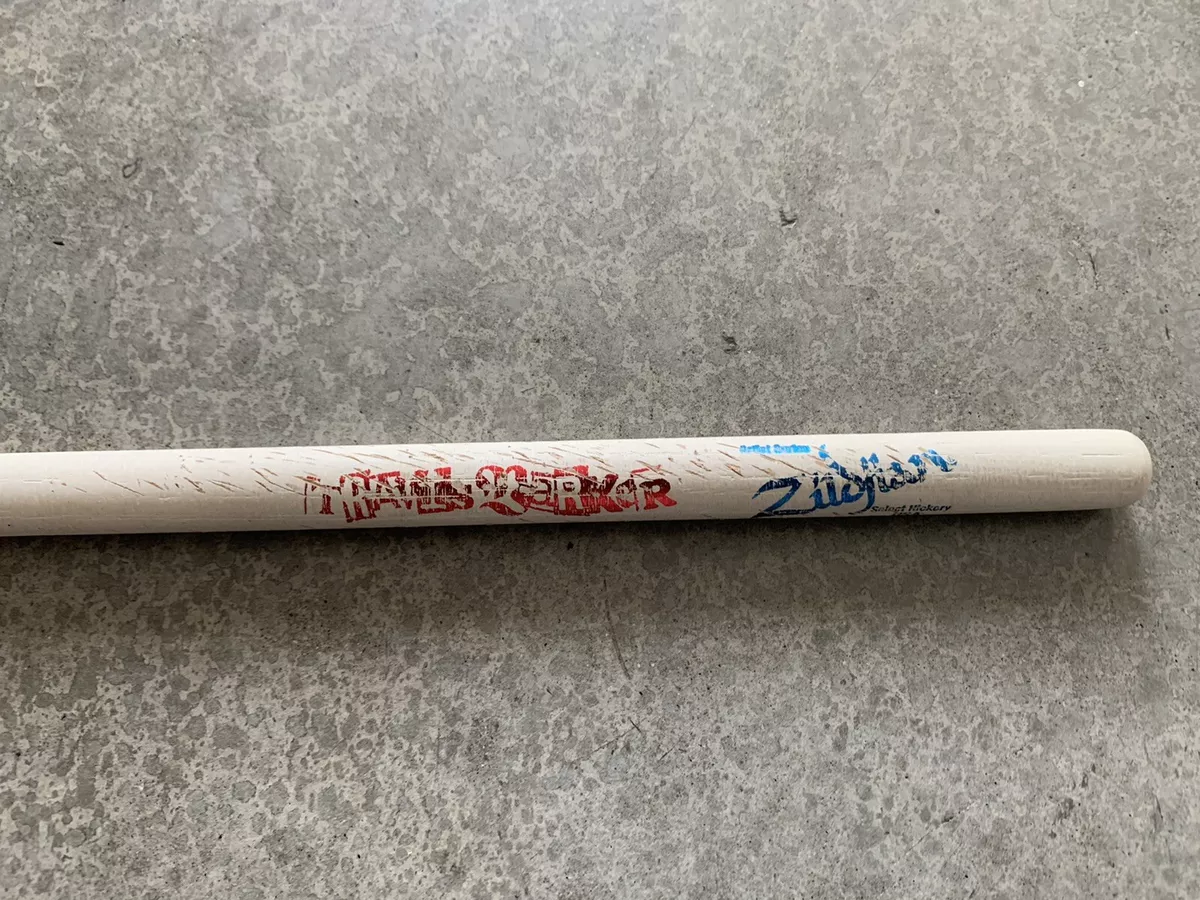 TRAVIS BARKER
Artist Series
Zildjian
Select Hickory